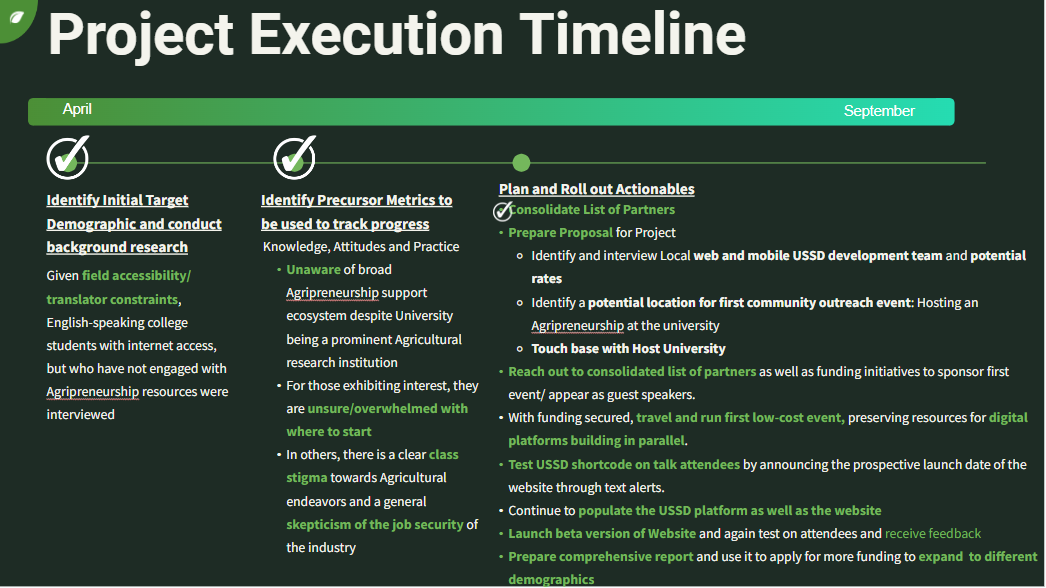 Project Execution Timeline
April
September
Identify Initial Target
Demographic and conduct
background research
Given field accessibility/
translator constraints,
English-speaking college
students with internet access,
but who have not engaged with
Agripreneurship resources were
interviewed
Identify Precursor Metrics to
be used to track progress
Knowledge, Attitudes and Practice
• Unaware of broad
Agripreneurship support
ecosystem despite University
being a prominent Agricultural
research institution
• For those exhibiting interest, they
are unsure/overwhelmed with
where to start
• In others, there is a clear class
stigma towards Agricultural
endeavors and a general
skepticism of the job security of
the industry
Plan and Roll out Actionables
Consolidate List of Partners
• Prepare Proposal for Project
Identify and interview Local web and mobile USSD development team and potential
rates
Identify a potential location for first community outreach event: Hosting an
Agripreneurship at the university
Touch base with Host University
• Reach out to consolidated list of partners as well as funding initiatives to sponsor first
event/ appear as guest speakers.
• With funding secured, travel and run first low-cost event, preserving resources for digital
platforms building in parallel.
• Test USSD shortcode on talk attendees by announcing the prospective launch date of the
website through text alerts.
• Continue to populate the USSD platform as well as the website
• Launch beta version of Website and again test on attendees and receive feedback
• Prepare comprehensive report and use it to apply for more funding to expand to different
demographics